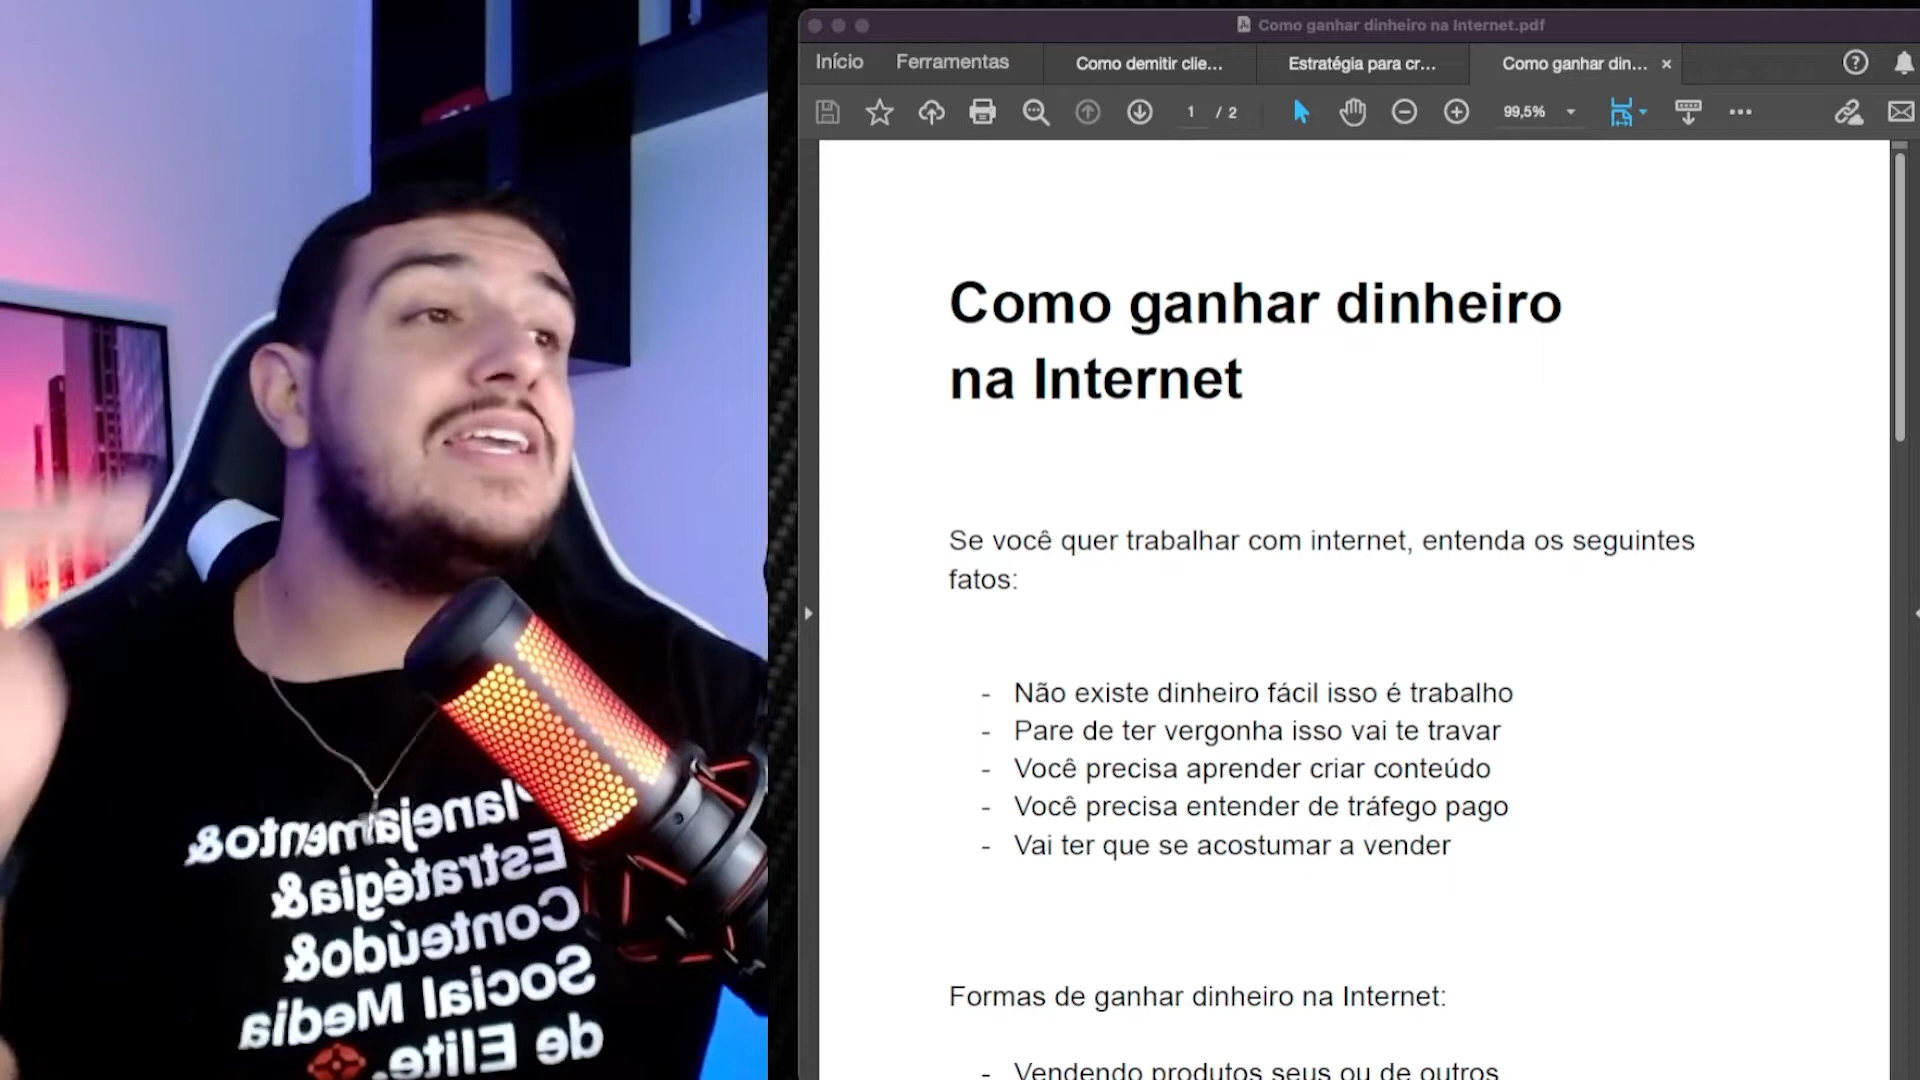 Como ganhar dinheiro na Internet.pdf
Início
Ferramentas
Como demitir clie...
Estratégia para cr...
Como ganhar din...
1 / 2
99,5%
Como ganhar dinheiro
na Internet
Se você quer trabalhar com internet, entenda os seguintes
fatos:
- Não existe dinheiro fácil isso é trabalho
- Pare de ter vergonha isso vai te travar
- Você precisa aprender criar conteúdo
- Você precisa entender de tráfego pago
- Vai ter que se acostumar a vender
Formas de ganhar dinheiro na Internet:
- Vendendo produtos seus ou de outros
Planejamento&
Estratégia&
Conteúdo&
Social Media
de Elite.